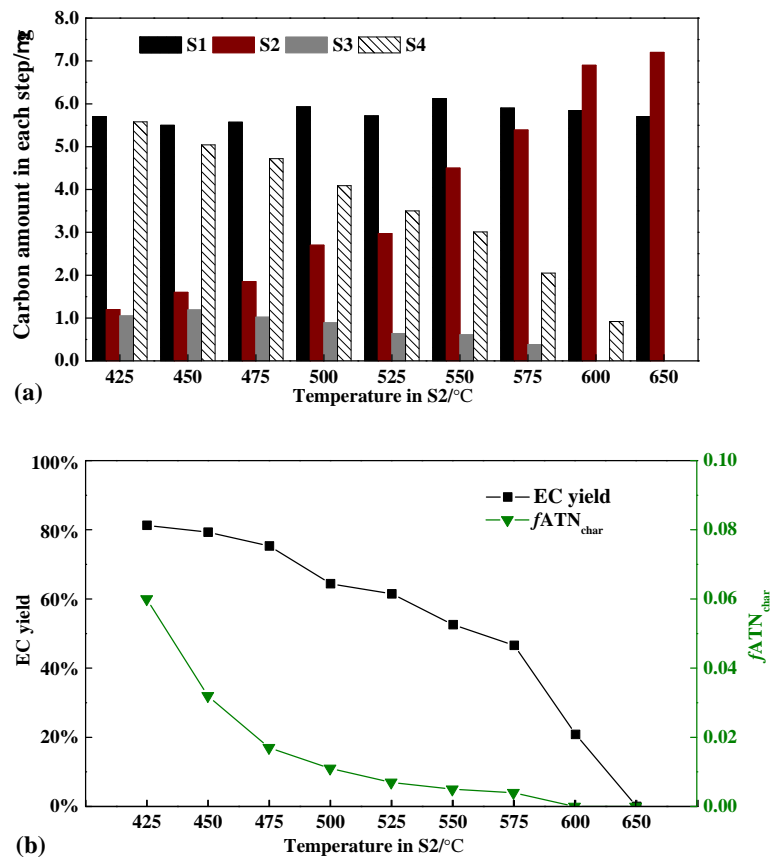 8.0
7.0
6.0
5.0
4.0
3.0
2.0
1.0
0.0
Carbon amount in each step/
S1 S2 S3 S4
425 450 475 500 525 550 575 600 650
Temperature in S2/°C
(a)
100%
80%
60%
40%
20%
0%
EC yield
EC yield
fATNchar
0.10
0.08
0.06
0.04
0.02
0.00
fATNchar
425 450 475 500 525 550 575 600 650
Temperature in S2/°C
(b)